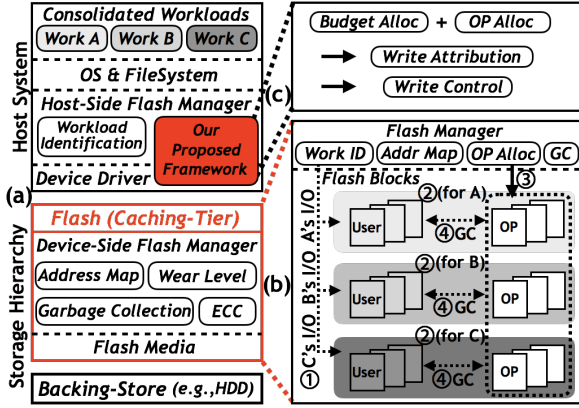 Consolidated Workloads
Work A
Work B
Work C
OS & FileSystem
Host-Side Flash Manager
Workload
Identification
Our
Proposed
Framework
Device Driver
Host System
(a)
Flash (Caching-Tier)
Device-Side Flash Manager
Address Map
Wear Level
Garbage Collection
ECC
Flash Media
Backing-Store (e.g.,HDD)
Storage Hierarchy
(c)
Budget Alloc + OP Alloc
Write Attribution
Write Control
(b)
Flash Manager
Work ID
Addr Map
OP Alloc
GC
Flash Blocks
③
②(for A)
User
④GC
OP
②(for B)
User
④GC
OP
②(for C)
User
④GC
OP
① C's I/O B's I/O A's I/O